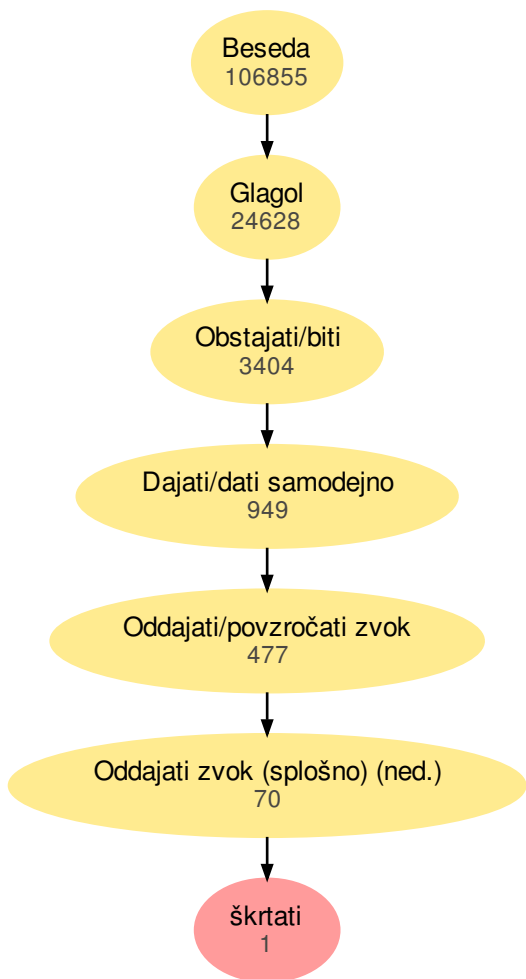 Beseda
106855
Glagol
24628
Obstajati/biti
3404
Dajati/dati samodejno
949
Oddajati/povzročati zvok
477
Oddajati zvok (splošno) (ned.)
70
škrtati
1